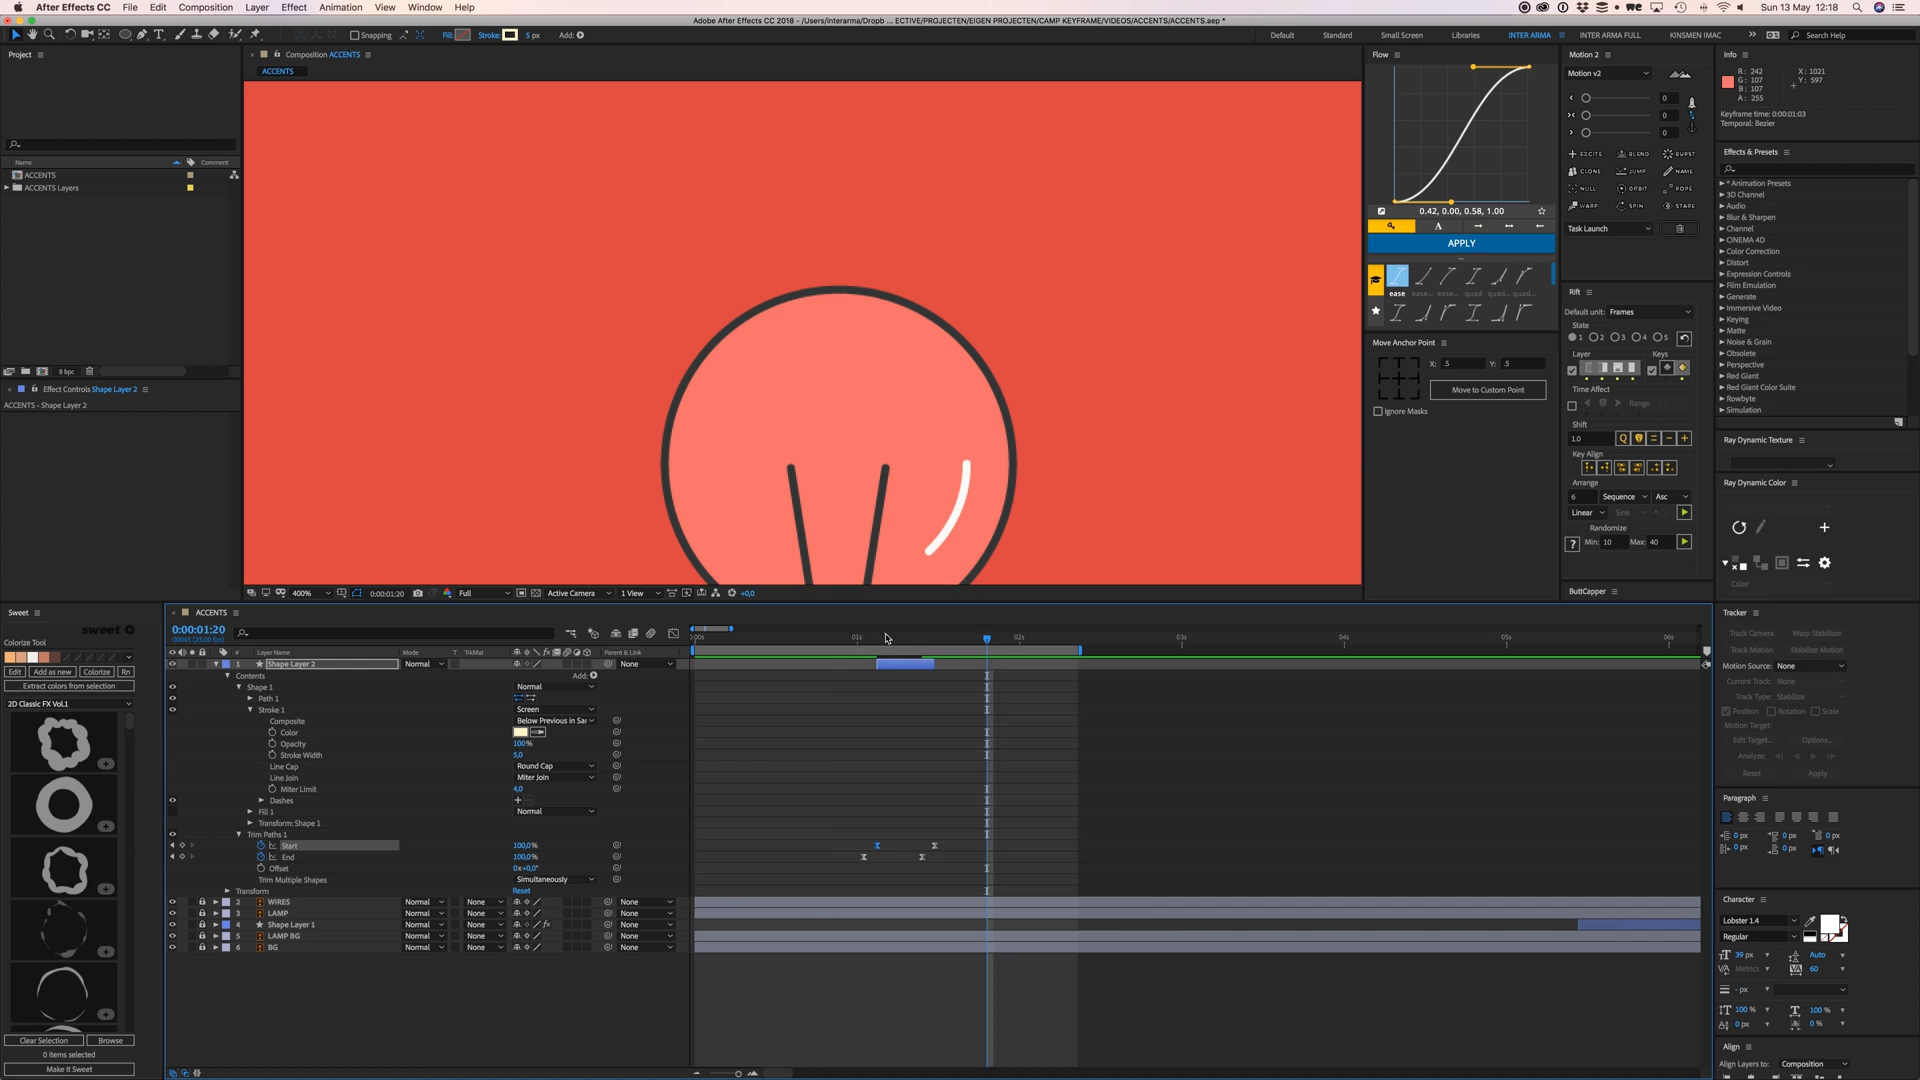 After Effects CC File Edit Composition Layer Effect Animation View Window Help
Sun 13 May 12:18
Adobe After Effects CC 2018 - /Users/interarma/Dropb ... ECTIVE/PROJECTEN/EIGEN PROJECTEN/CAMP KEYFRAME/VIDEOS/ACCENTS/ACCENTS.aep *
Snapping Fill: Stroke: 5 px Add:
Default Standard Small Screen Libraries INTER ARMA INTER ARMA FULL KINSMEN IMAC Search Help
Project
Composition ACCENTS
ACCENTS
Name Comment
ACCENTS
ACCENTS Layers
8 bpc
Effect Controls Shape Layer 2
ACCENTS - Shape Layer 2
400% 0:00:01:20 Full Active Camera 1 View +0,0
Flow
0.42, 0.00, 0.58, 1.00
A
APPLY
ease ease... ease... quad quad... quad...
Move Anchor Point
X: .5 Y: .5
Move to Custom Point
Ignore Masks
Motion 2
Motion v2
0
0
0
EXCITE BLEND BURST
CLONE JUMP NAME
NULL ORBIT ROPE
WARP SPIN STARE
Task Launch
Rift
Default unit: Frames
State
1 2 3 4 5
Layer Keys
Time Affect
Range
Shift
1.0 Q
Key Align
Arrange
6 Sequence Asc
Linear Sine
Randomize
? Min: 10 Max: 40
ButtCapper
Info
R: 242
G: 107
B: 107
A: 255
X: 1021
Y: 597
Keyframe time: 0:00:01:03
Temporal: Bezier
Effects & Presets
* Animation Presets
3D Channel
Audio
Blur & Sharpen
Channel
CINEMA 4D
Color Correction
Distort
Expression Controls
Film Emulation
Generate
Immersive Video
Keying
Matte
Noise & Grain
Obsolete
Perspective
Red Giant
Red Giant Color Suite
Rowbyte
Simulation
Ray Dynamic Texture
Ray Dynamic Color
Color
Sweet
sweet
Colorize Tool
Edit Add as new Colorize Rn
Extract colors from selection
2D Classic FX Vol.1
Clear Selection Browse
0 items selected
Make It Sweet
ACCENTS
0:00:01:20
00045 (25.00 fps)
:00s 01s 02s 03s 04s 05s 06s
# Layer Name Mode T TrkMat Parent & Link
1 Shape Layer 2 Normal None
Contents Add:
Shape 1 Normal
Path 1
Stroke 1 Screen
Composite Below Previous in Sar
Color
Opacity 100%
Stroke Width 5,0
Line Cap Round Cap
Line Join Miter Join
Miter Limit 4,0
Dashes
Fill 1 Normal
Transform: Shape 1
Trim Paths 1
Start 100,0%
End 100,0%
Offset 0x+0,0°
Trim Multiple Shapes Simultaneously
Transform Reset
2 WIRES Normal None None
3 LAMP Normal None None
4 Shape Layer 1 Normal None fx None
5 LAMP BG Normal None None
6 BG Normal None None
Tracker
Track Camera Warp Stabilizer
Track Motion Stabilize Motion
Motion Source: None
Current Track: None
Track Type: Stabilize
Position Rotation Scale
Motion Target:
Edit Target... Options...
Analyze:
Reset Apply
Paragraph
0 px 0 px 0 px
0 px 0 px
Character
Lobster 1.4
Regular
39 px Auto
Metrics 60
- px
100 % 100 %
0 px 0 %
Align
Align Layers to: Composition